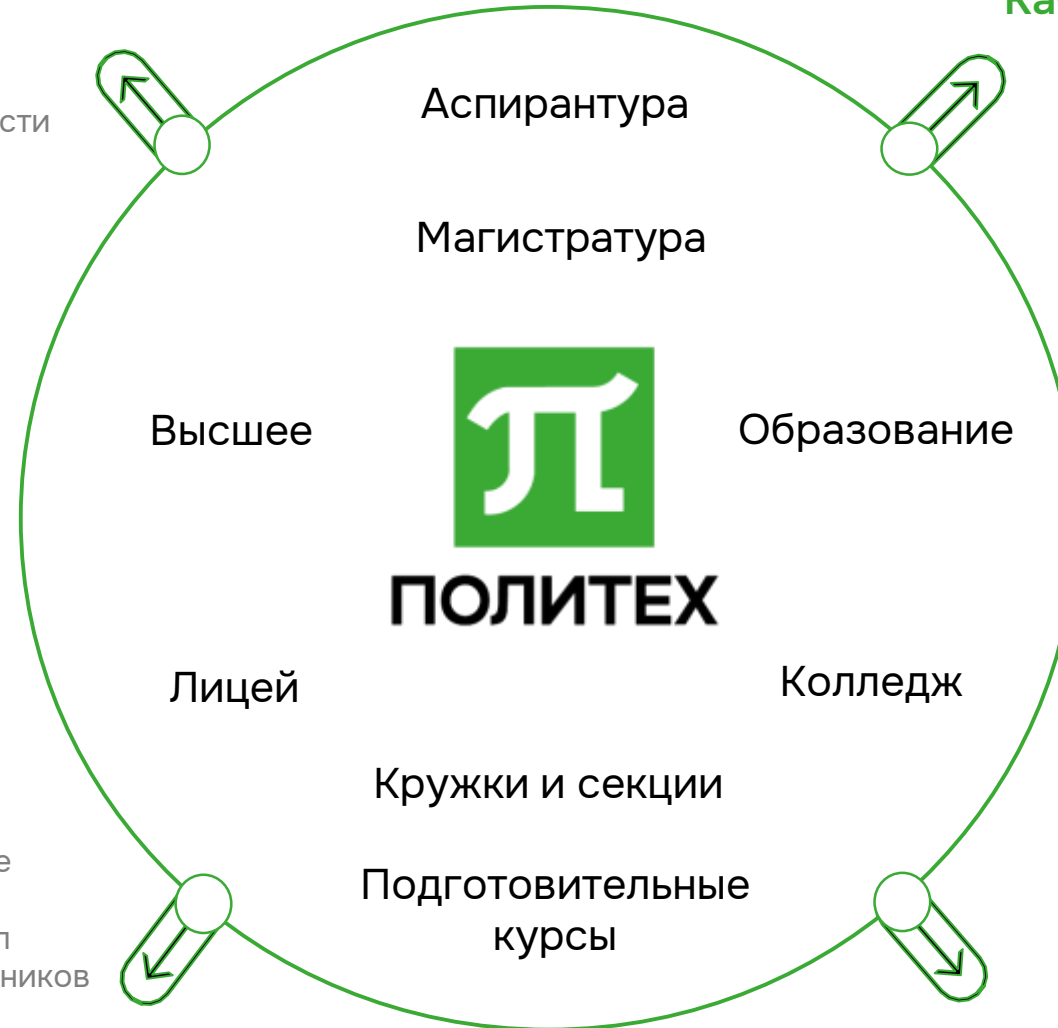 Аспирантура
Магистратура
Высшее
Образование
ПОЛИТЕХ
Лицей
Колледж
Кружки и секции
Подготовительные
курсы